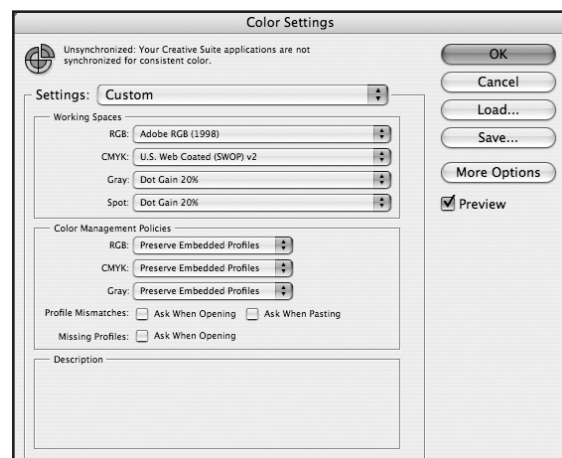 Color Settings
Unsynchronized: Your Creative Suite applications are not
synchronized for consistent color.
Settings: Custom
Working Spaces
RGB: Adobe RGB (1998)
CMYK: U.S. Web Coated (SWOP) v2
Gray: Dot Gain 20%
Spot: Dot Gain 20%
Color Management Policies
RGB: Preserve Embedded Profiles
CMYK: Preserve Embedded Profiles
Gray: Preserve Embedded Profiles
Profile Mismatches: Ask When Opening Ask When Pasting
Missing Profiles: Ask When Opening
Description
OK
Cancel
Load...
Save...
More Options
Preview